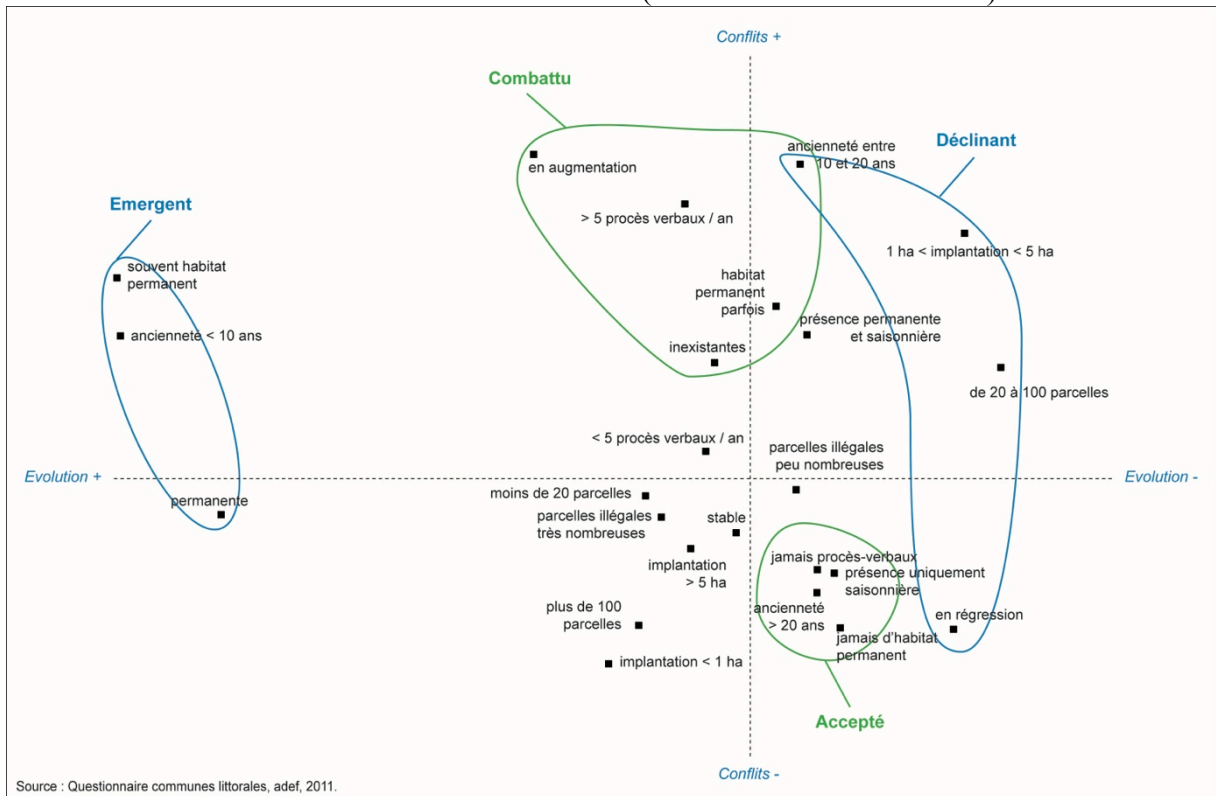 Conflits +
Combattu
ancienneté entre
10 et 20 ans
Déclinant
en augmentation
Emergent
> 5 procès verbaux / an
1 ha < implantation < 5 ha
souvent habitat
permanent
habitat
permanent
parfois
ancienneté < 10 ans
présence permanente
et saisonnière
inexistantes
de 20 à 100 parcelles
< 5 procès verbaux / an
parcelles illégales
peu nombreuses
Evolution +
Evolution -
permanente
moins de 20 parcelles
parcelles illégales
très nombreuses
stable
implantation
> 5 ha
jamais procès-verbaux
présence uniquement
saisonnière
plus de 100
parcelles
ancienneté
> 20 ans
en régression
jamais d'habitat
permanent
implantation < 1 ha
Accepté
Conflits -
Source : Questionnaire communes littorales, adef, 2011.